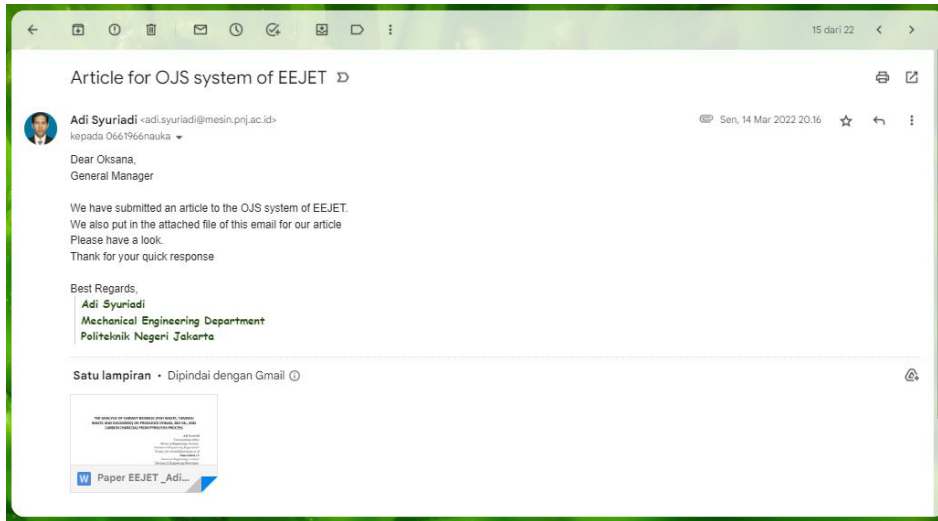 15 dari 22
Article for OJS system of EEJET
Adi Syuriadi <adi.syuriadi@mesin.pnj.ac.id>
Sen, 14 Mar 2022 20.16
kepada 0661966nauka
Dear Oksana,
General Manager
We have submitted an article to the OJS system of EEJET.
We also put in the attached file of this email for our article
Please have a look.
Thank for your quick response
Best Regards,
Adi Syuriadi
Mechanical Engineering Department
Politeknik Negeri Jakarta
Satu lampiran • Dipindai dengan Gmail
W Paper EEJET _Adi...